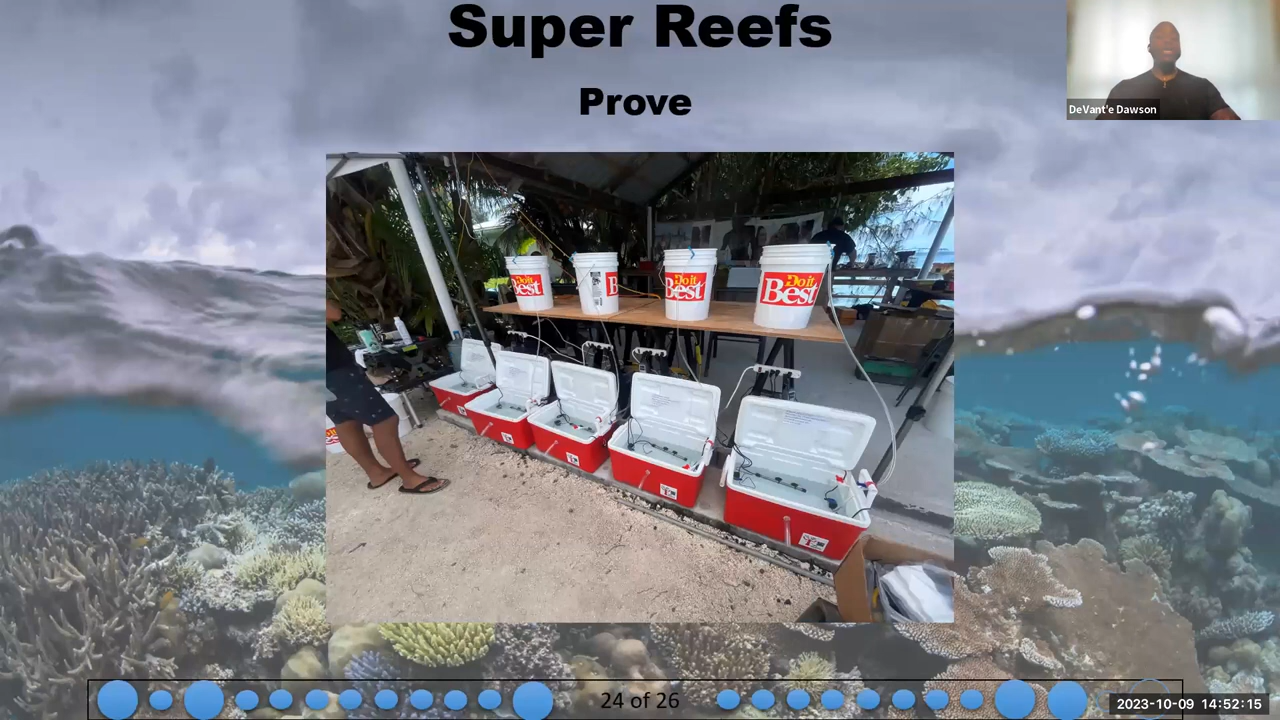 Super Reefs
Prove
DeVant'e Dawson
Do it
Best
B
Do it
Best
Do it
Best
24 of 26
2023-10-09 14:52:15